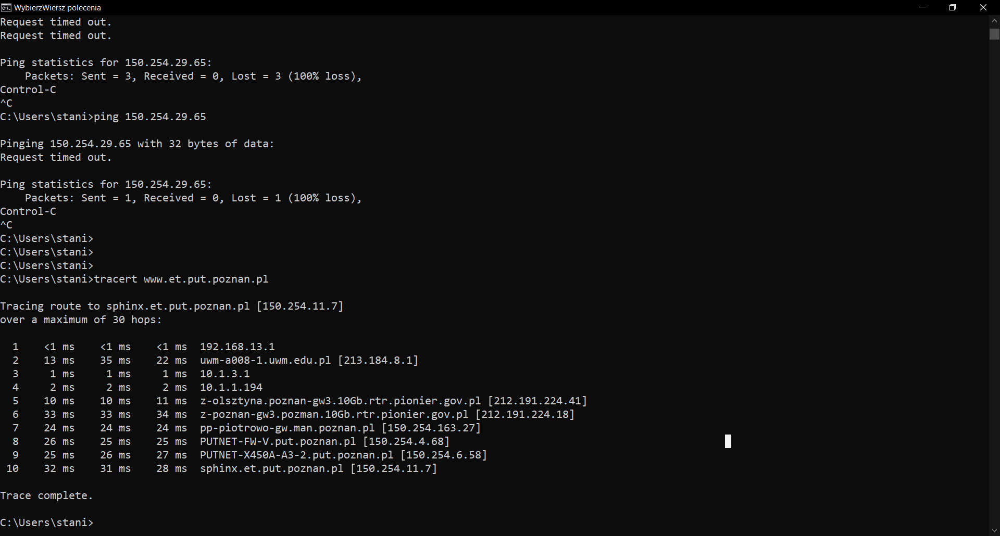 WybierzWiersz polecenia
Request timed out.
Request timed out.
Ping statistics for 150.254.29.65:
    Packets: Sent = 3, Received = 0, Lost = 3 (100% loss),
Control-C
^C
C:\Users\stani>ping 150.254.29.65
Pinging 150.254.29.65 with 32 bytes of data:
Request timed out.
Ping statistics for 150.254.29.65:
    Packets: Sent = 1, Received = 0, Lost = 1 (100% loss),
Control-C
^C
C:\Users\stani>
C:\Users\stani>
C:\Users\stani>
C:\Users\stani>tracert www.et.put.poznan.pl
Tracing route to sphinx.et.put.poznan.pl [150.254.11.7]
over a maximum of 30 hops:
  1    <1 ms    <1 ms    <1 ms  192.168.13.1
  2    13 ms    35 ms    22 ms  uwm-a008-1.uwm.edu.pl [213.184.8.1]
  3     1 ms     1 ms     1 ms  10.1.3.1
  4     2 ms     2 ms     2 ms  10.1.1.194
  5    10 ms    10 ms    11 ms  z-olsztyna.poznan-gw3.10Gb.rtr.pionier.gov.pl [212.191.224.41]
  6    33 ms    33 ms    34 ms  z-poznan-gw3.pozman.10Gb.rtr.pionier.gov.pl [212.191.224.18]
  7    24 ms    24 ms    24 ms  pp-piotrowo-gw.man.poznan.pl [150.254.163.27]
  8    26 ms    25 ms    25 ms  PUTNET-FW-V.put.poznan.pl [150.254.4.68]
  9    25 ms    26 ms    27 ms  PUTNET-X450A-A3-2.put.poznan.pl [150.254.6.58]
 10    32 ms    31 ms    28 ms  sphinx.et.put.poznan.pl [150.254.11.7]
Trace complete.
C:\Users\stani>